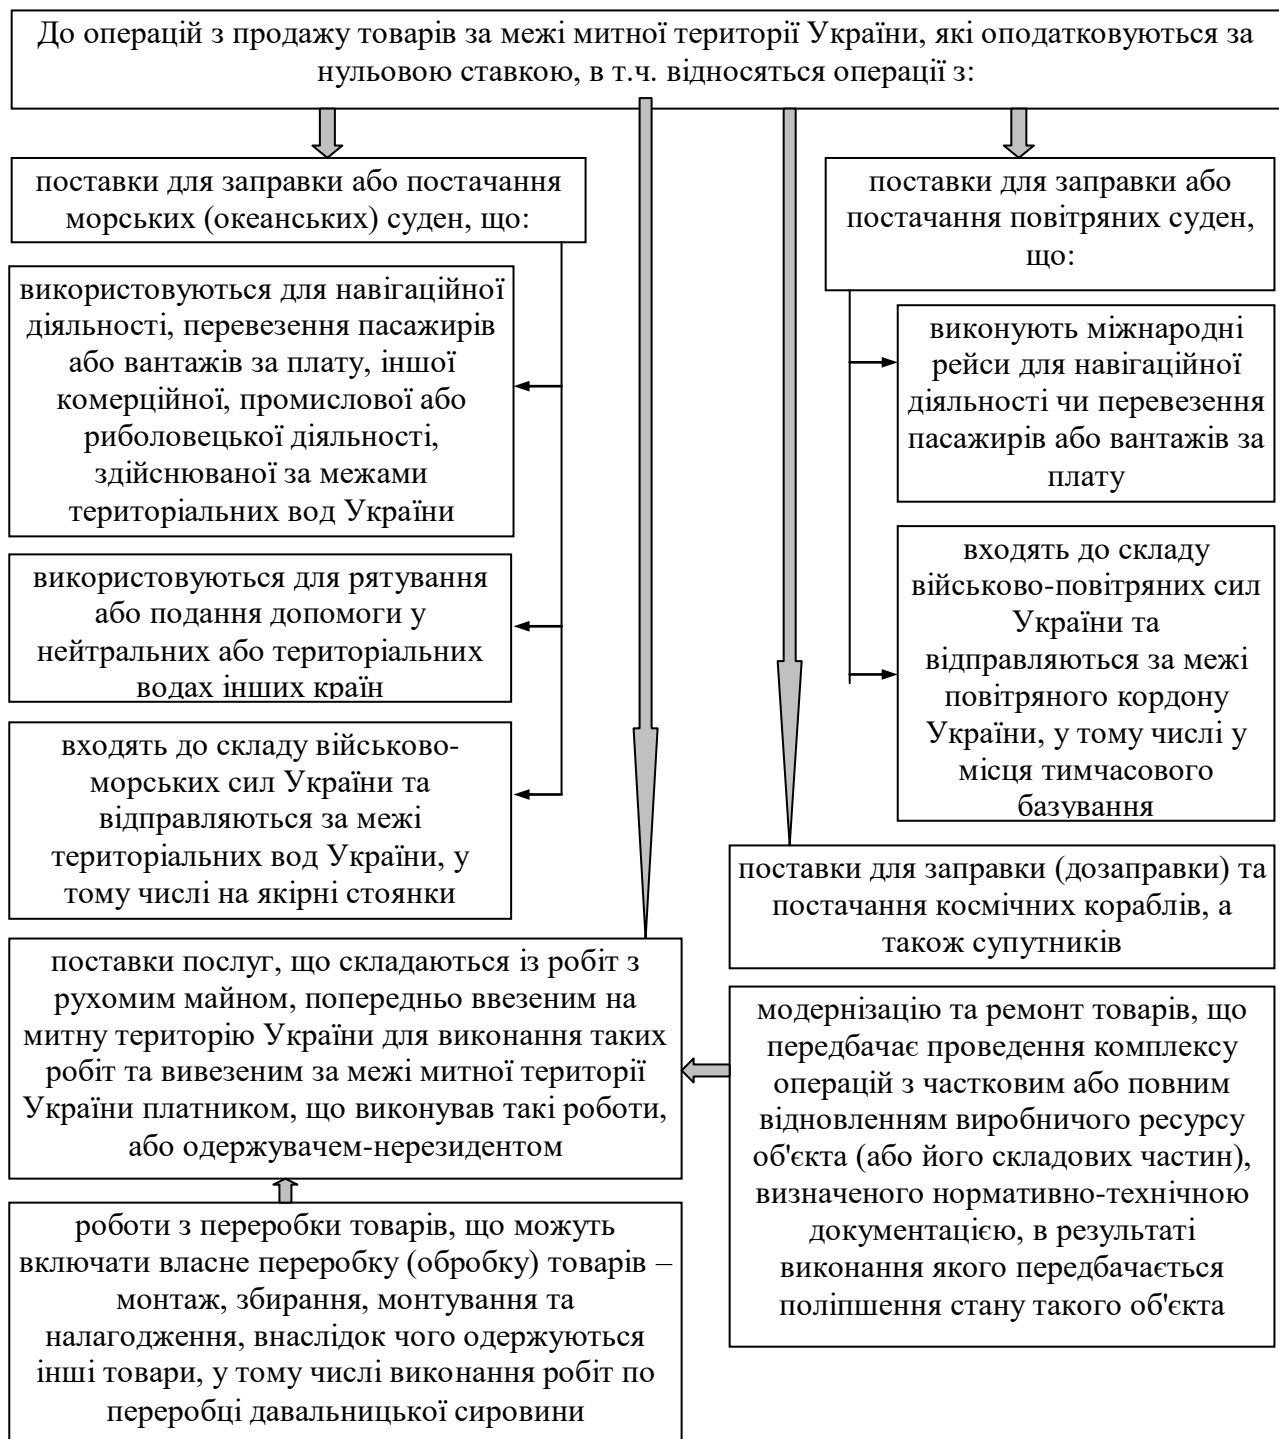 До операцій з продажу товарів за межі митної території України, які оподатковуються за
нульовою ставкою, в т.ч. відносяться операції з:
поставки для заправки або постачання
морських (океанських) суден, що:
використовуються для навігаційної
діяльності, перевезення пасажирів
або вантажів за плату, іншої
комерційної, промислової або
риболовецької діяльності,
здійснюваної за межами
територіальних вод України
використовуються для рятування
або подання допомоги у
нейтральних або територіальних
водах інших країн
входять до складу військово-
морських сил України та
відправляються за межі
територіальних вод України, у
тому числі на якірні стоянки
поставки для заправки або
постачання повітряних суден,
що:
виконують міжнародні
рейси для навігаційної
діяльності чи перевезення
пасажирів або вантажів за
плату
входять до складу
військово-повітряних сил
України та
відправляються за межі
повітряного кордону
України, у тому числі у
місця тимчасового
базування
поставки для заправки (дозаправки) та
постачання космічних кораблів, а
також супутників
поставки послуг, що складаються із робіт з
рухомим майном, попередньо ввезеним на
митну територію України для виконання таких
робіт та вивезеним за межі митної території
України платником, що виконував такі роботи,
або одержувачем-нерезидентом
модернізацію та ремонт товарів, що
передбачає проведення комплексу
операцій з частковим або повним
відновленням виробничого ресурсу
об'єкта (або його складових частин),
визначеного нормативно-технічною
документацією, в результаті
виконання якого передбачається
поліпшення стану такого об'єкта
роботи з переробки товарів, що можуть
включати власне переробку (обробку) товарів –
монтаж, збирання, монтування та
налагодження, внаслідок чого одержуються
інші товари, у тому числі виконання робіт по
переробці давальницької сировини